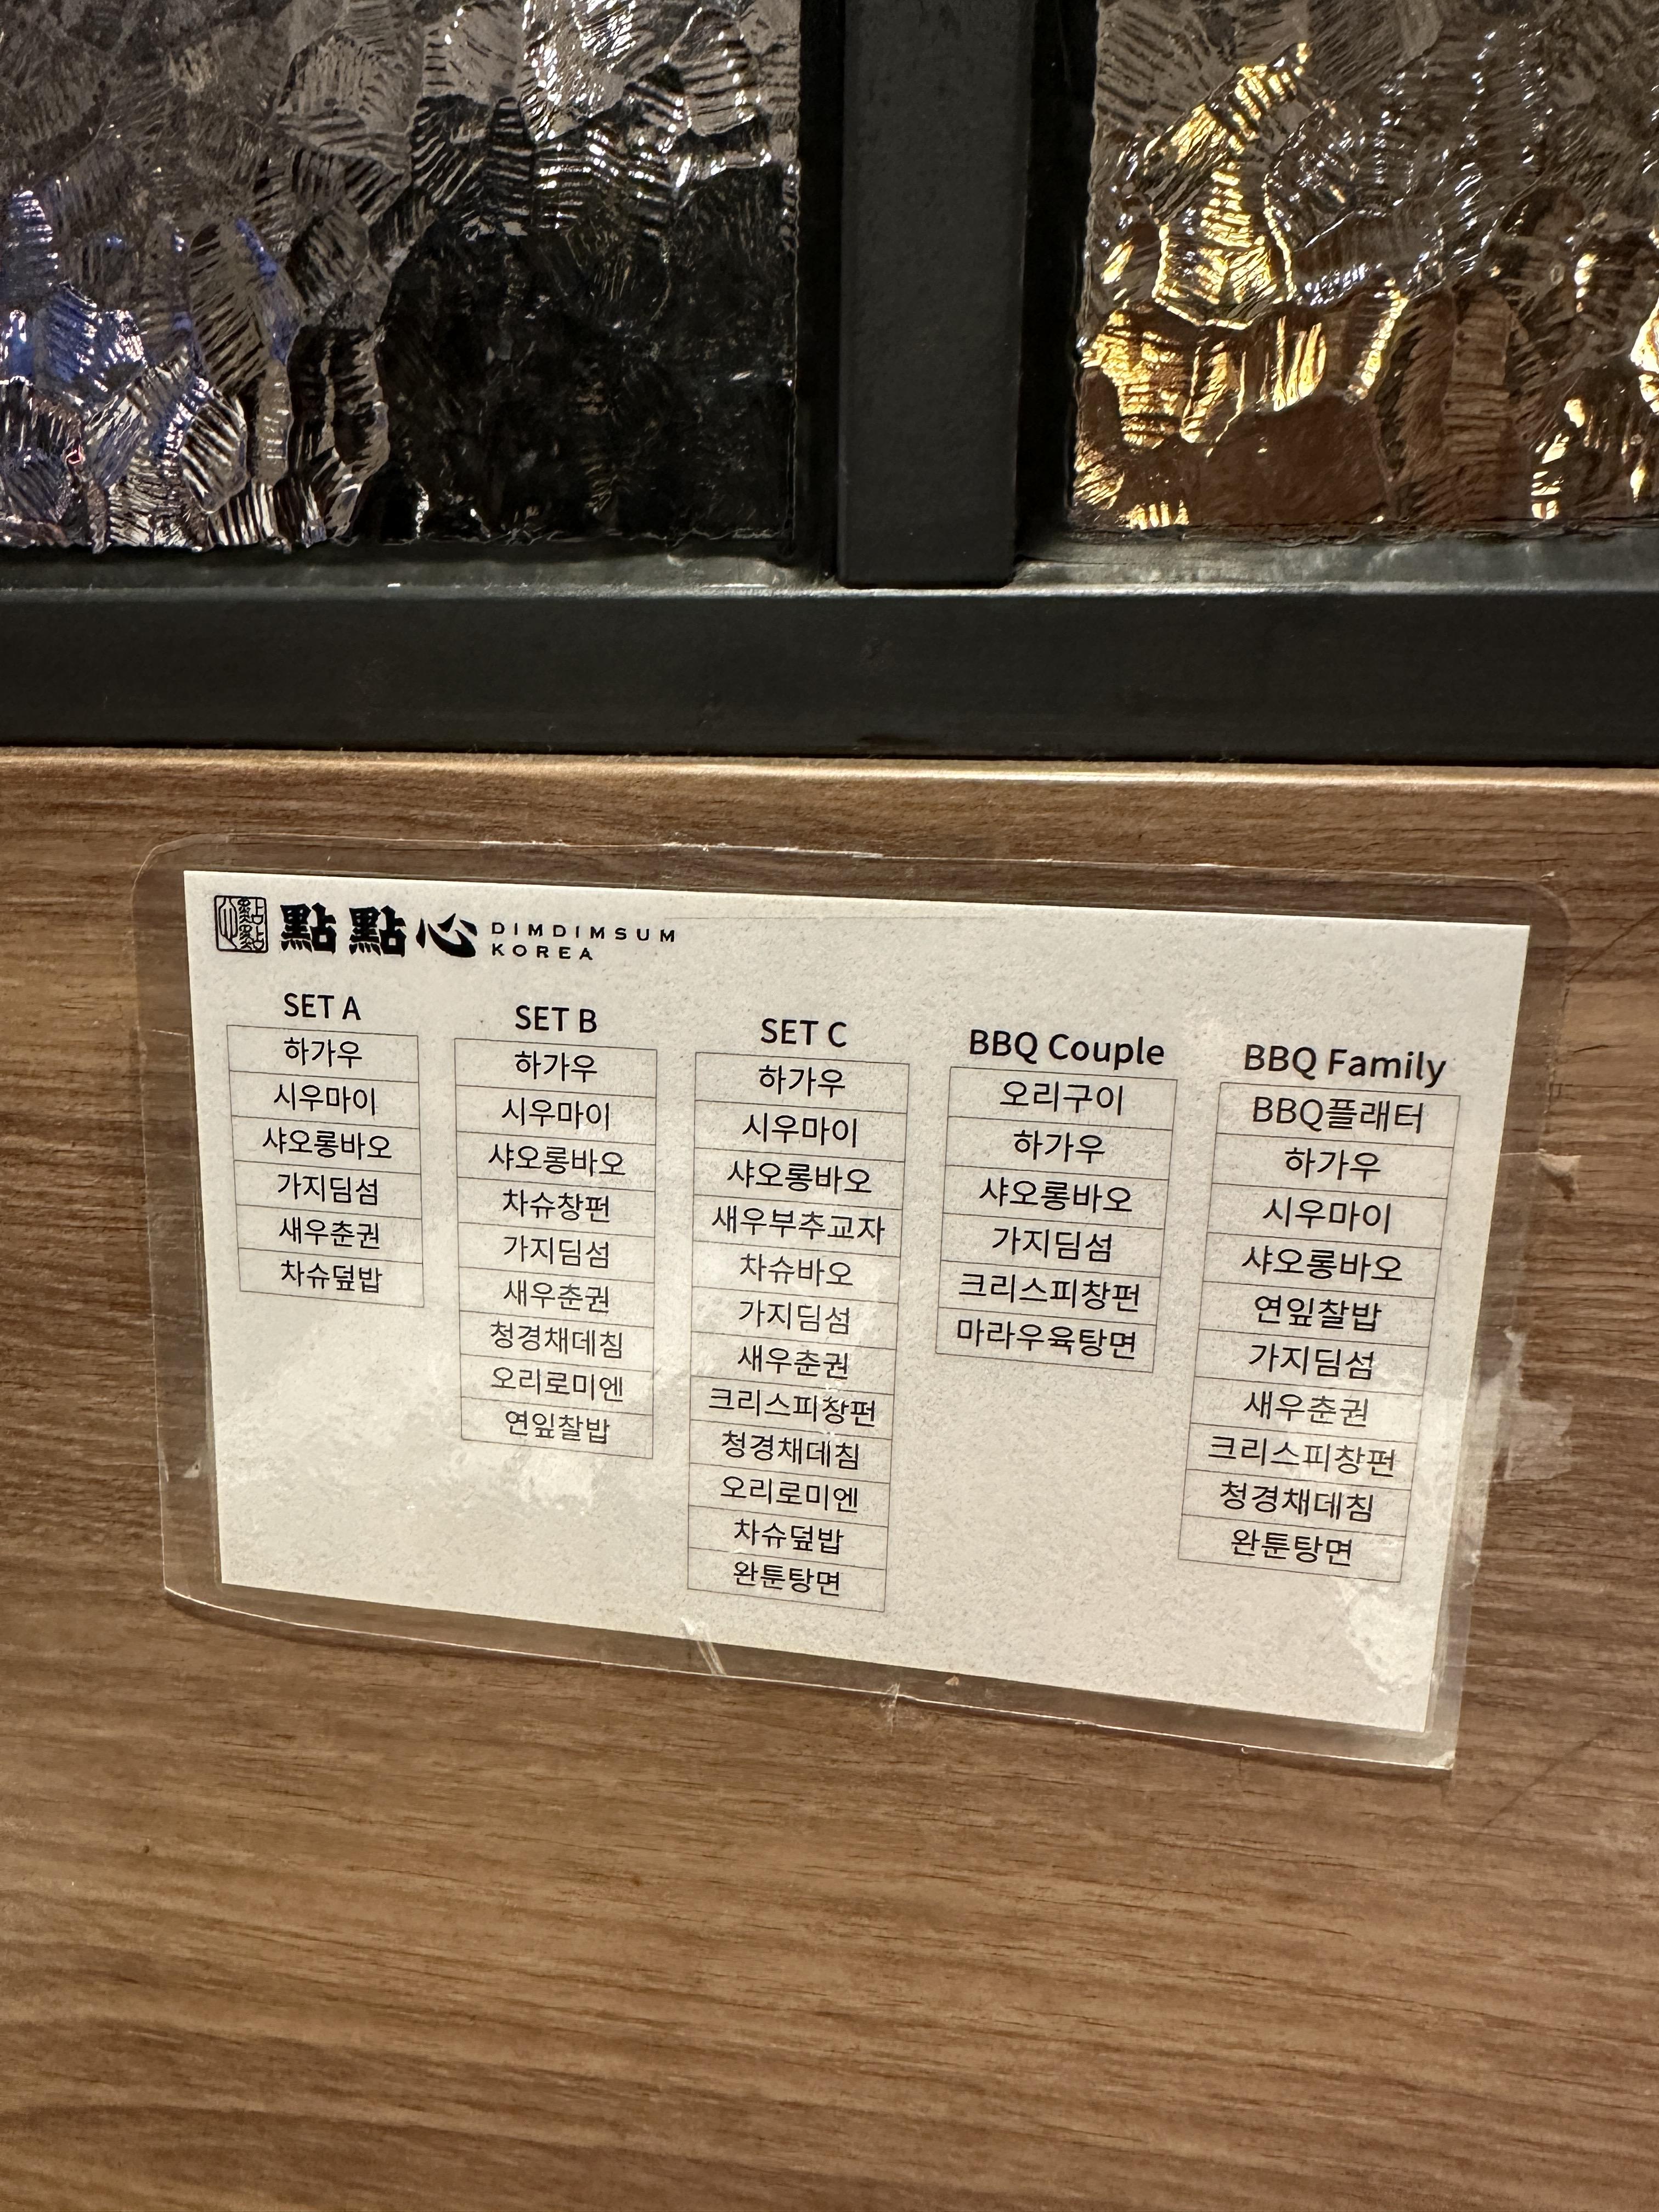 點點心 DIMDIMSUM KOREA
SET A
하가우
시우마이
샤오롱바오
가지딤섬
새우춘권
차슈덮밥
SET B
하가우
시우마이
샤오롱바오
차슈창펀
가지딤섬
새우춘권
청경채데침
오리로미엔
연잎찰밥
SET C
하가우
시우마이
샤오롱바오
새우부추교자
차슈바오
가지딤섬
새우춘권
크리스피창펀
청경채데침
오리로미엔
차슈덮밥
완툰탕면
BBQ Couple
오리구이
하가우
샤오롱바오
가지딤섬
크리스피창펀
마라우육탕면
BBQ Family
BBQ플래터
하가우
시우마이
샤오롱바오
연잎찰밥
가지딤섬
새우춘권
크리스피창펀
청경채데침
완툰탕면